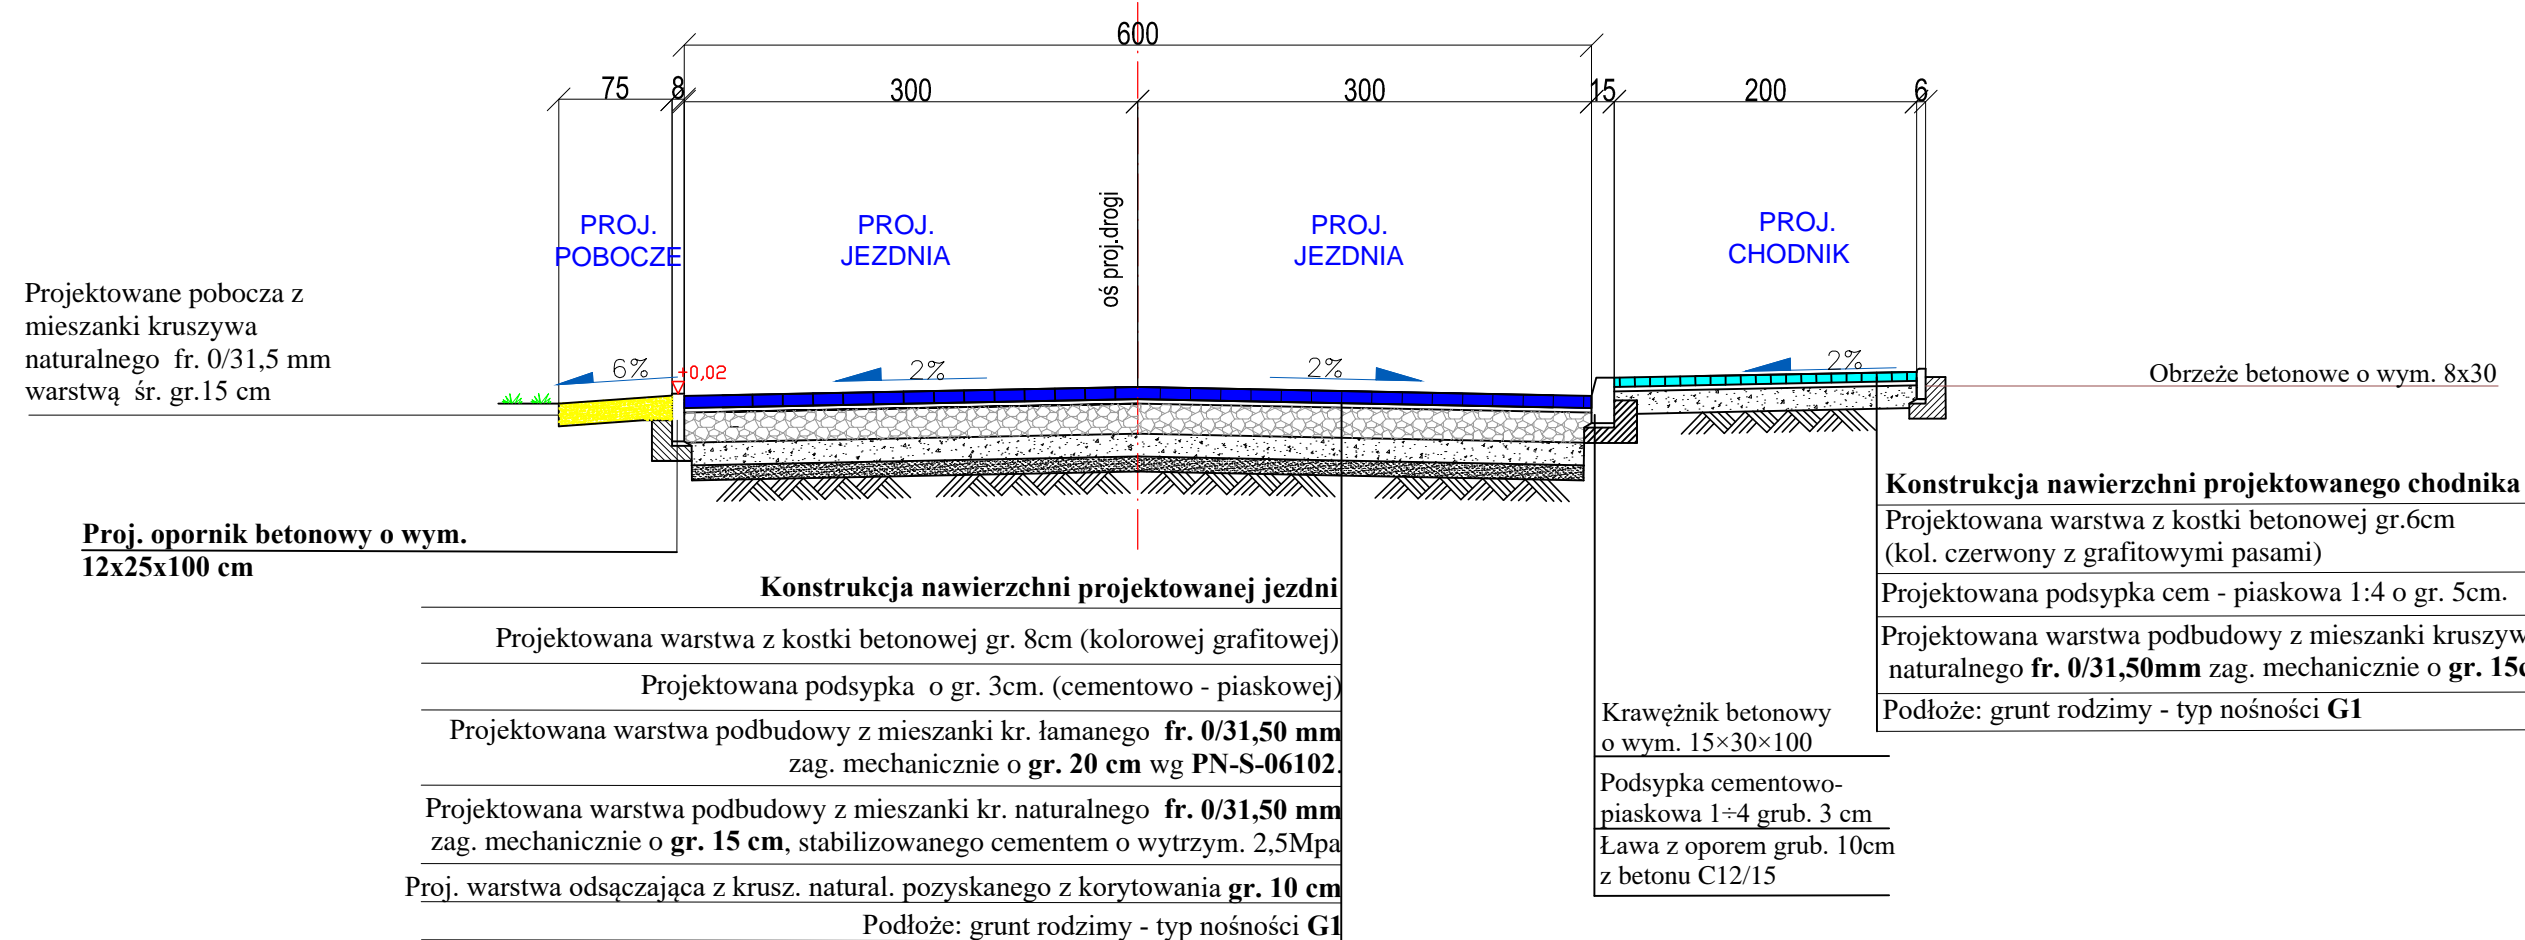 600
75
8
300
300
15
200
6
PROJ.
POBOCZE
PROJ.
JEZDNIA
oś proj.drogi
PROJ.
JEZDNIA
PROJ.
CHODNIK
Projektowane pobocza z
mieszanki kruszywa
naturalnego fr. 0/31,5 mm
warstwą śr. gr.15 cm
6%
+0,02
2%
2%
2%
Obrzeże betonowe o wym. 8x30
Proj. opornik betonowy o wym.
12x25x100 cm
Konstrukcja nawierzchni projektowanej jezdni
Projektowana warstwa z kostki betonowej gr. 8cm (kolorowej grafitowej)
Projektowana podsypka o gr. 3cm. (cementowo - piaskowej)
Projektowana warstwa podbudowy z mieszanki kr. łamanego fr. 0/31,50 mm
zag. mechanicznie o gr. 20 cm wg PN-S-06102.
Projektowana warstwa podbudowy z mieszanki kr. naturalnego fr. 0/31,50 mm
zag. mechanicznie o gr. 15 cm, stabilizowanego cementem o wytrzym. 2,5Mpa
Proj. warstwa odsączająca z krusz. natural. pozyskanego z korytowania gr. 10 cm
Podłoże: grunt rodzimy - typ nośności G1
Krawężnik betonowy
o wym. 15×30×100
Podsypka cementowo-
piaskowa 1÷4 grub. 3 cm
Ława z oporem grub. 10cm
z betonu C12/15
Konstrukcja nawierzchni projektowanego chodnika
Projektowana warstwa z kostki betonowej gr.6cm
(kol. czerwony z grafitowymi pasami)
Projektowana podsypka cem - piaskowa 1:4 o gr. 5cm.
Projektowana warstwa podbudowy z mieszanki kruszyw
naturalnego fr. 0/31,50mm zag. mechanicznie o gr. 15c
Podłoże: grunt rodzimy - typ nośności G1